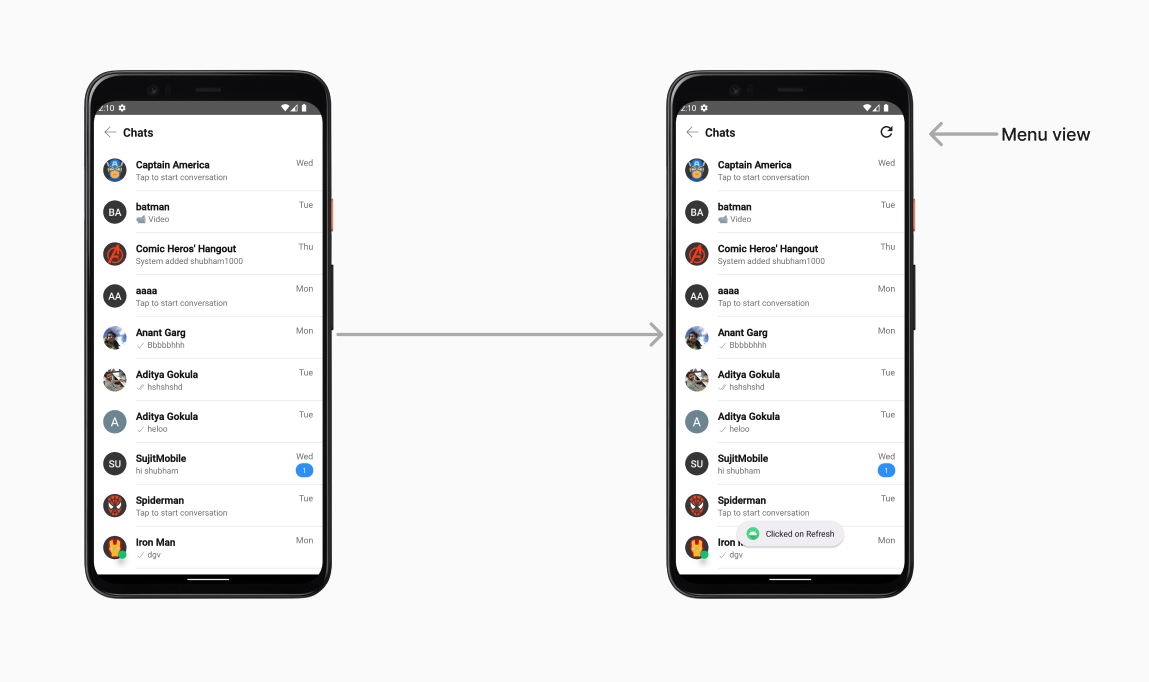 2:10
Chats
Captain America
Wed
Tap to start conversation
BA
batman
Tue
Video
Comic Heros' Hangout
Thu
System added shubham1000
AA
aaaa
Mon
Tap to start conversation
Anant Garg
Mon
Bbbbbhhh
Aditya Gokula
Tue
hshshshd
A
Aditya Gokula
Tue
heloo
SU
SujitMobile
Wed
hi shubham
1
Spiderman
Tue
Tap to start conversation
Iron Man
Mon
dgv
2:10
Chats
Menu view
Captain America
Wed
Tap to start conversation
BA
batman
Tue
Video
Comic Heros' Hangout
Thu
System added shubham1000
AA
aaaa
Mon
Tap to start conversation
Anant Garg
Mon
Bbbbbhhh
Aditya Gokula
Tue
hshshshd
A
Aditya Gokula
Tue
heloo
SU
SujitMobile
Wed
hi shubham
1
Spiderman
Tue
Tap to start conversation
Clicked on Refresh
Iron
Mon
dgv